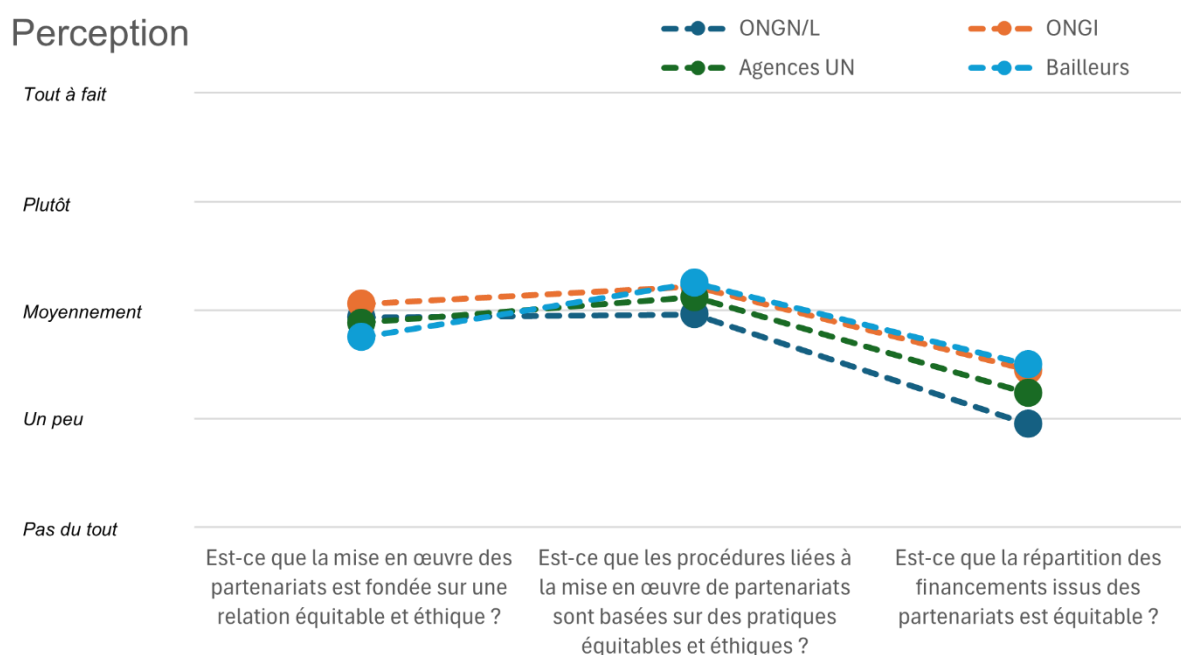 Perception
ONGN/L
ONGI
Agences UN
Bailleurs
Tout à fait
Plutôt
Moyennement
Un peu
Pas du tout
Est-ce que la mise en œuvre des
partenariats est fondée sur une
relation équitable et éthique ?
Est-ce que les procédures liées à
la mise en œuvre de partenariats
sont basées sur des pratiques
équitables et éthiques ?
Est-ce que la répartition des
financements issus des
partenariats est équitable ?